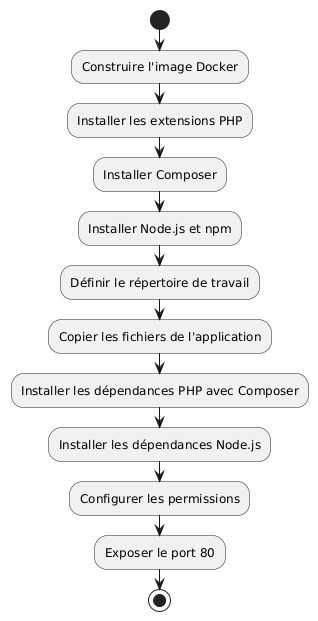 Construire l'image Docker
Installer les extensions PHP
Installer Composer
Installer Node.js et npm
Définir le répertoire de travail
Copier les fichiers de l'application
Installer les dépendances PHP avec Composer
Installer les dépendances Node.js
Configurer les permissions
Exposer le port 80